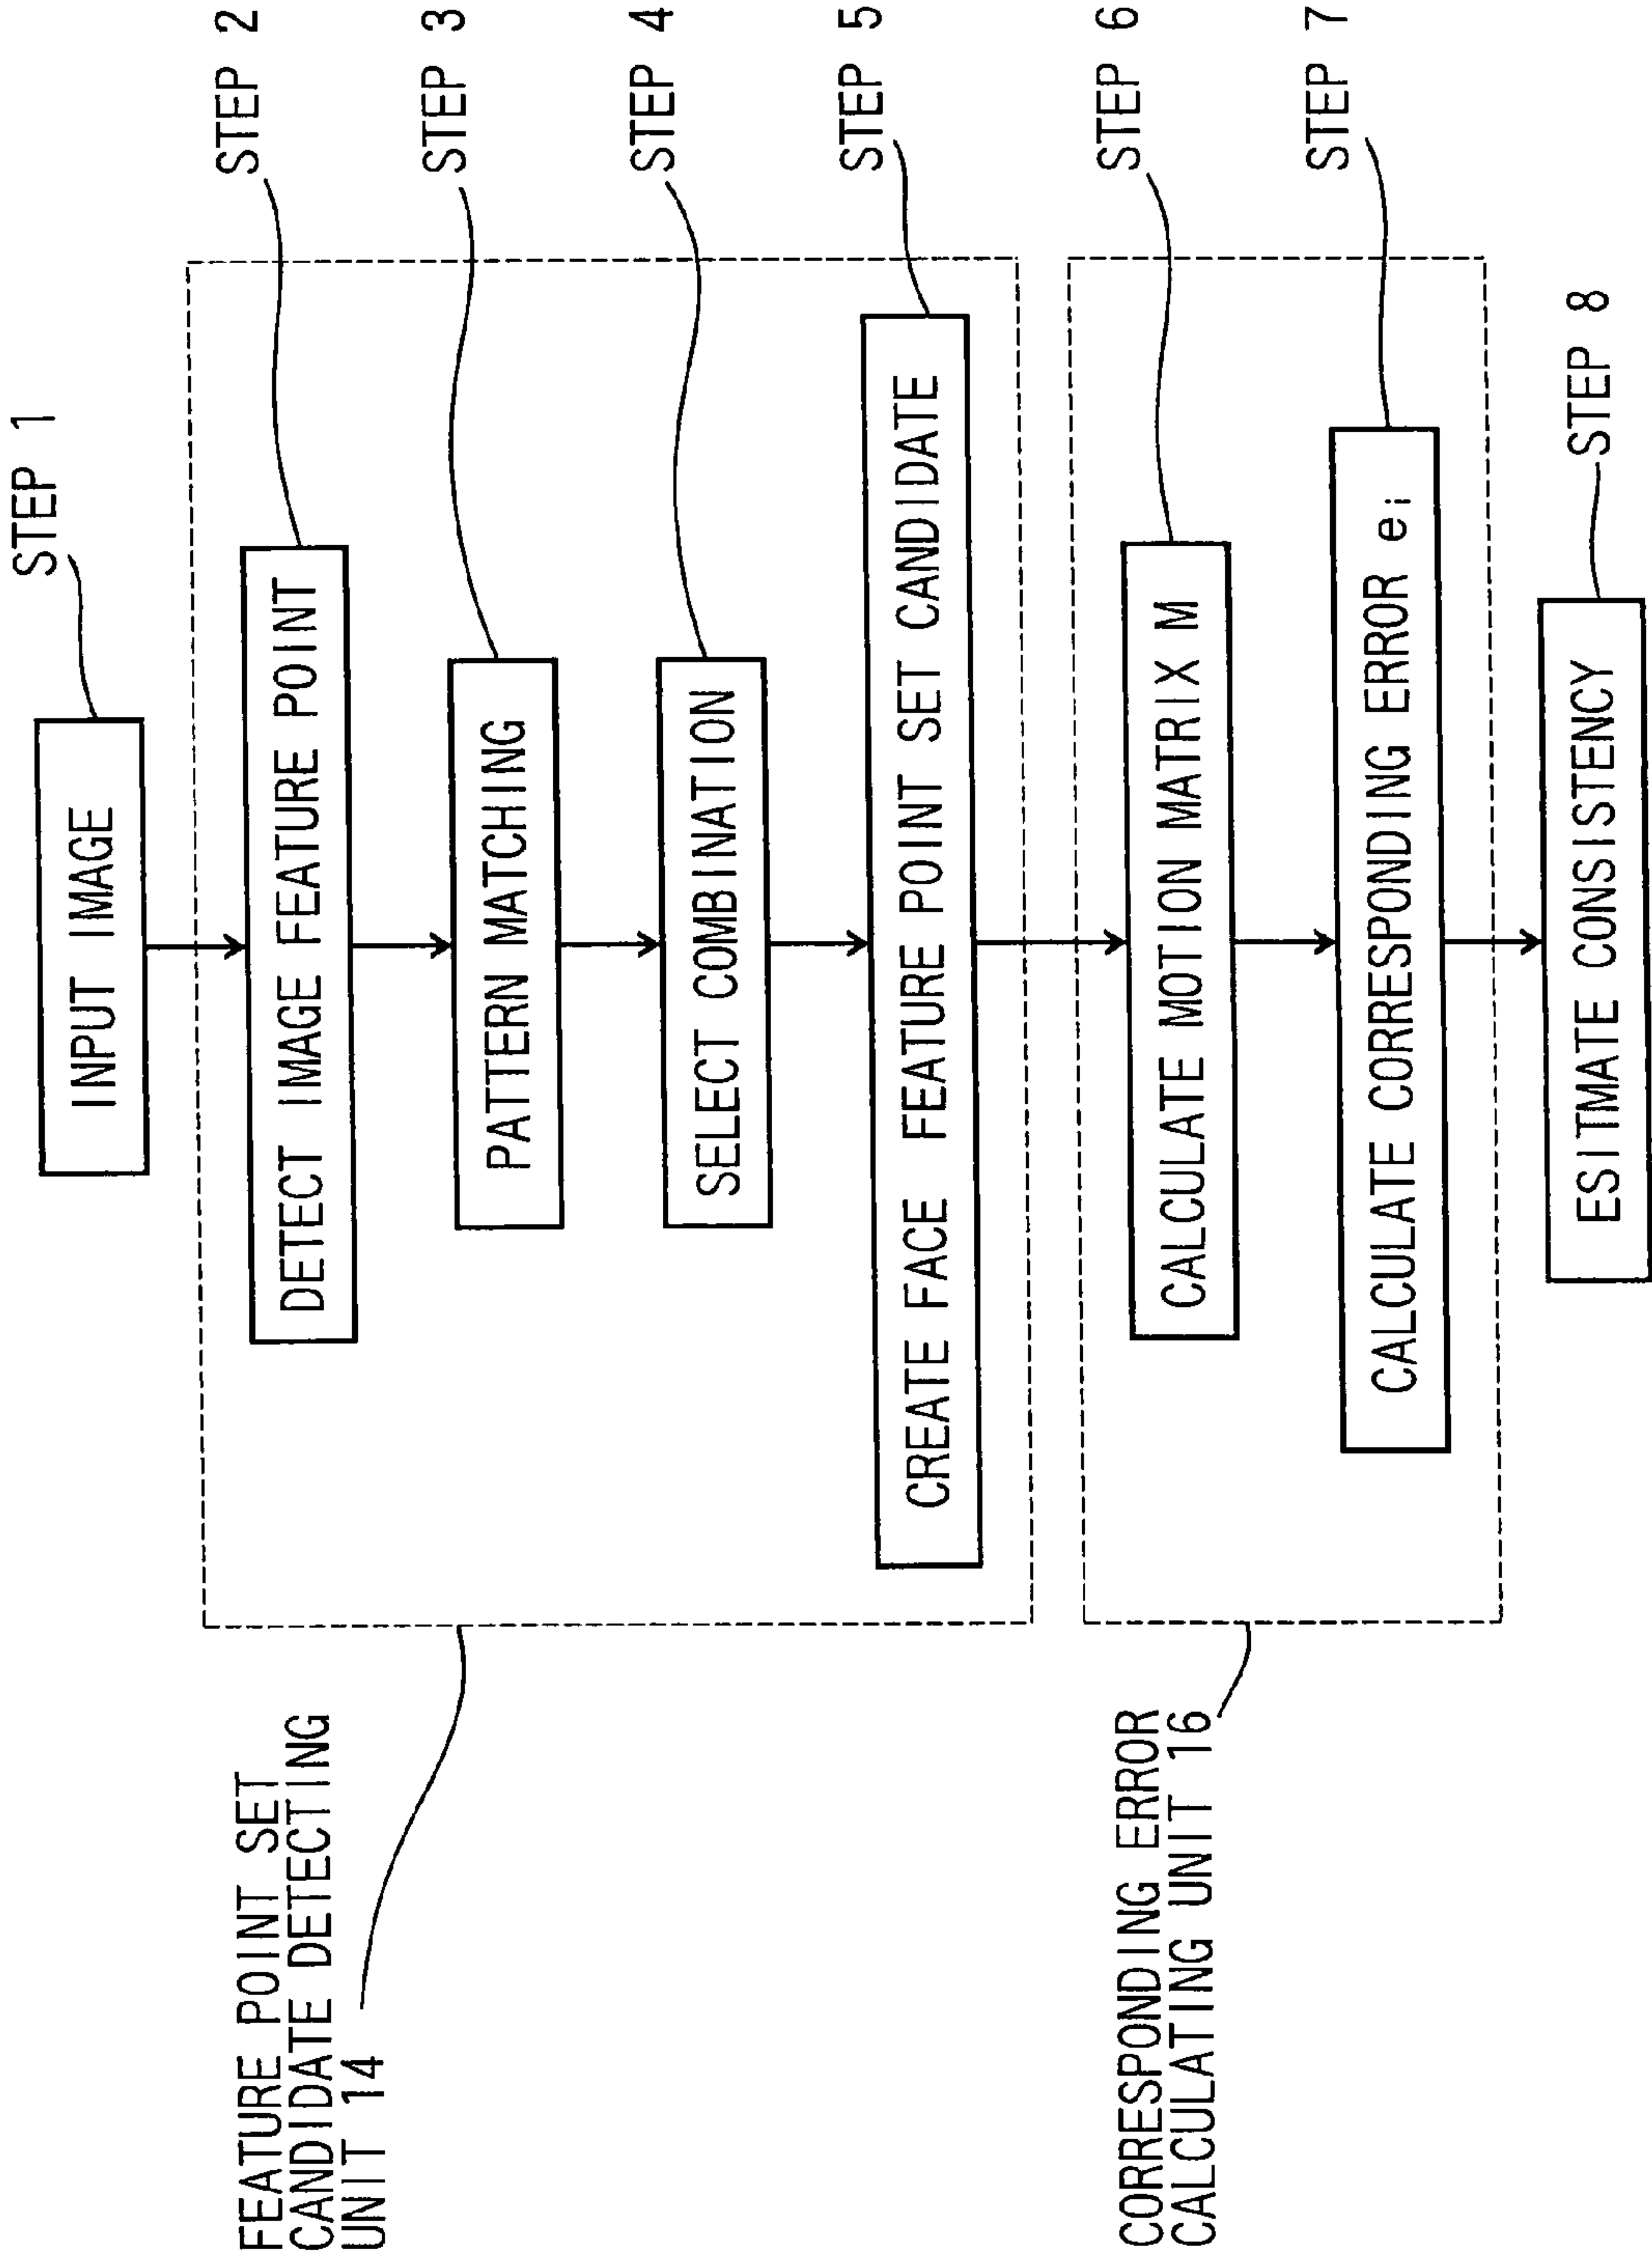 STEP 1
INPUT IMAGE
FEATURE POINT SET
CANDIDATE DETECTING
UNIT 14
DETECT IMAGE FEATURE POINT
STEP 2
PATTERN MATCHING
STEP 3
SELECT COMBINATION
STEP 4
CREATE FACE FEATURE POINT SET CANDIDATE
STEP 5
CORRESPONDING ERROR
CALCULATING UNIT 16
CALCULATE MOTION MATRIX M
STEP 6
CALCULATE CORRESPONDING ERROR ei
STEP 7
ESITMATE CONSISTENCY
STEP 8